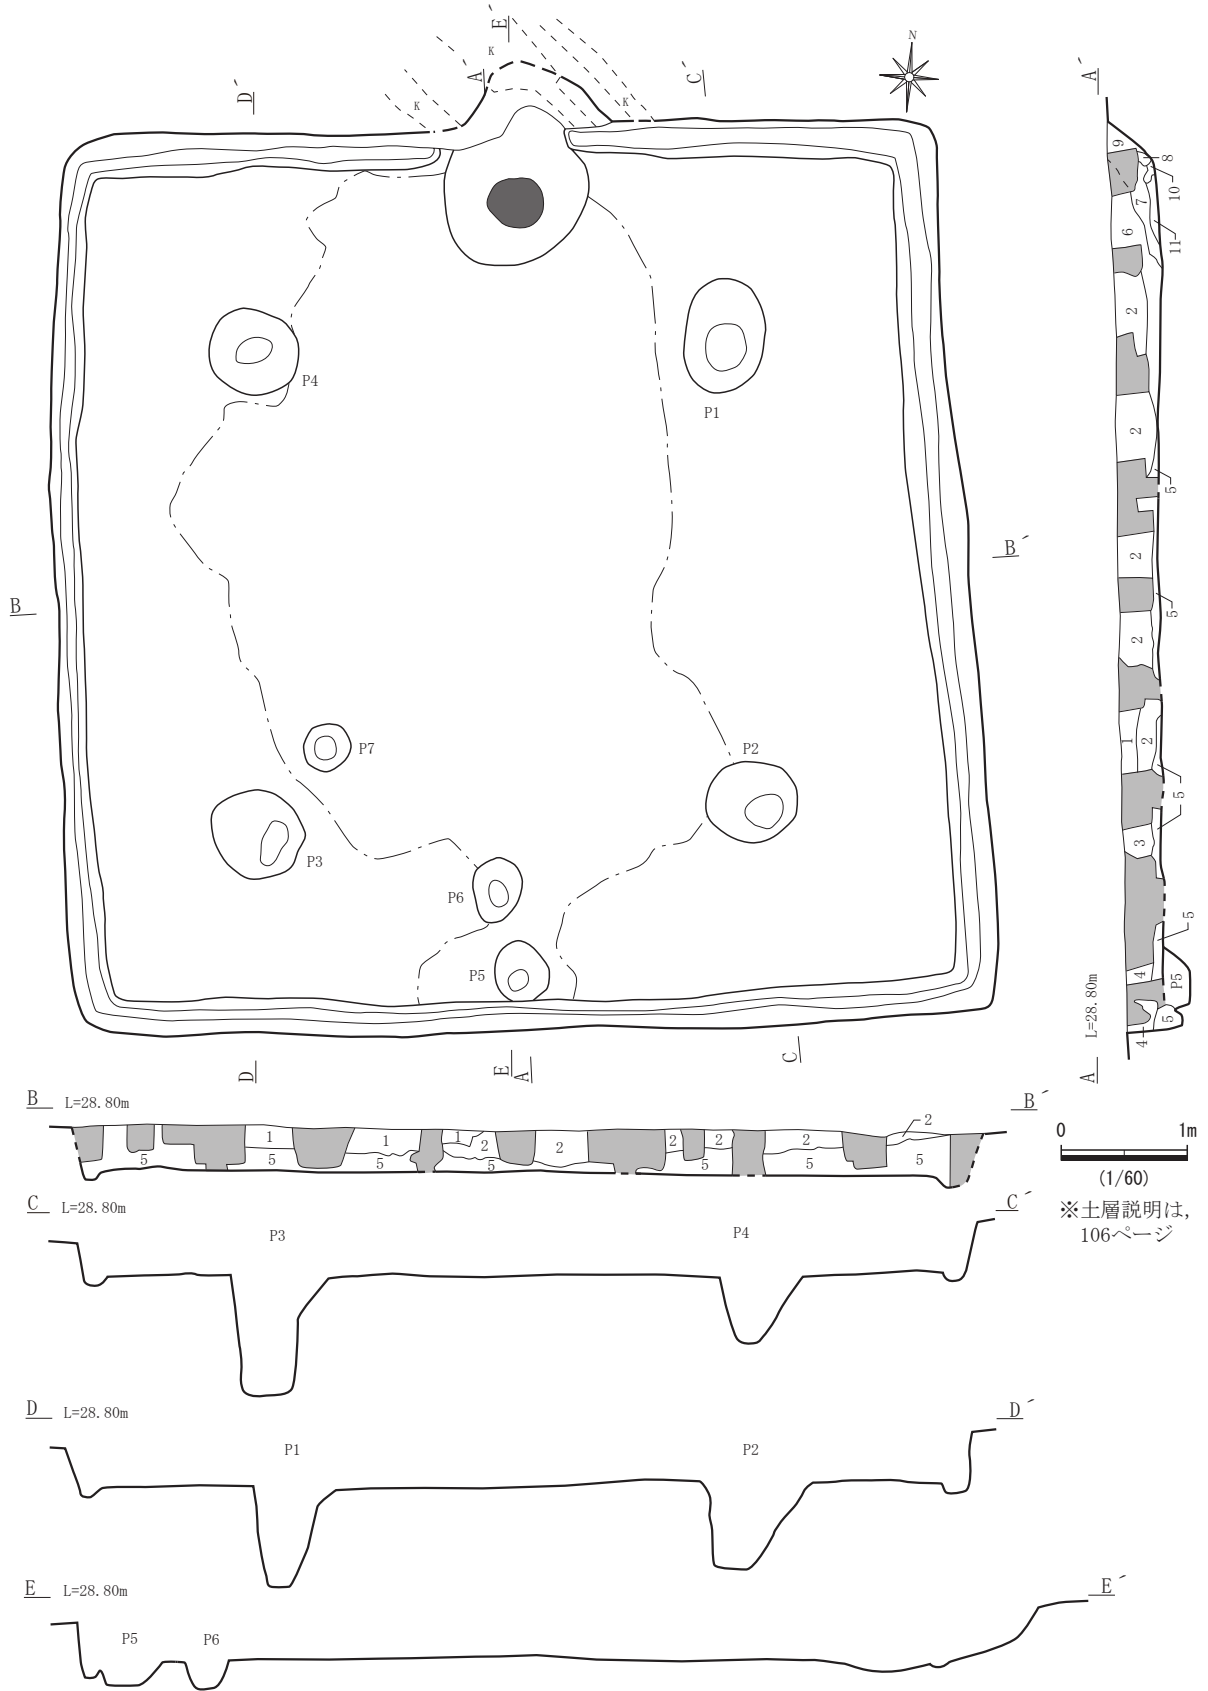 E´
K
A´
C´
N
D´
K
K
A´
P4
P1
B´
B
P7
P2
P3
P6
P5
D
E
A
C
9
8
10
7
11
6
2
2
5
2
5
2
1
2
5
3
5
4
P5
5
4
L=28.80m
A
B L=28.80m B´
1
5
5
1
5
1
2
5
2
2
2
5
2
5
2
5
0 1m
(1/60)
※土層説明は,
106ページ
C L=28.80m C´
P3 P4
D L=28.80m D´
P1 P2
E L=28.80m E´
P5 P6